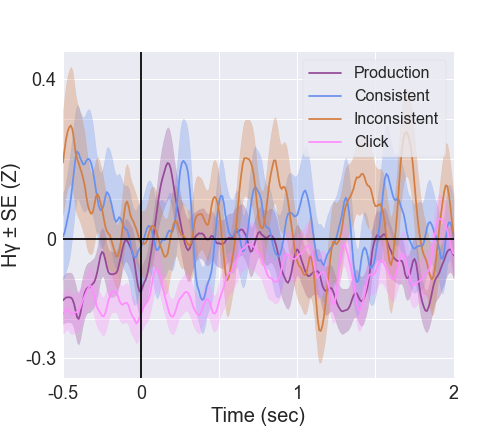 Production
Consistent
Inconsistent
Click
Hγ ± SE (Z)
0.4
0
-0.3
-0.5 0 1 2
Time (sec)